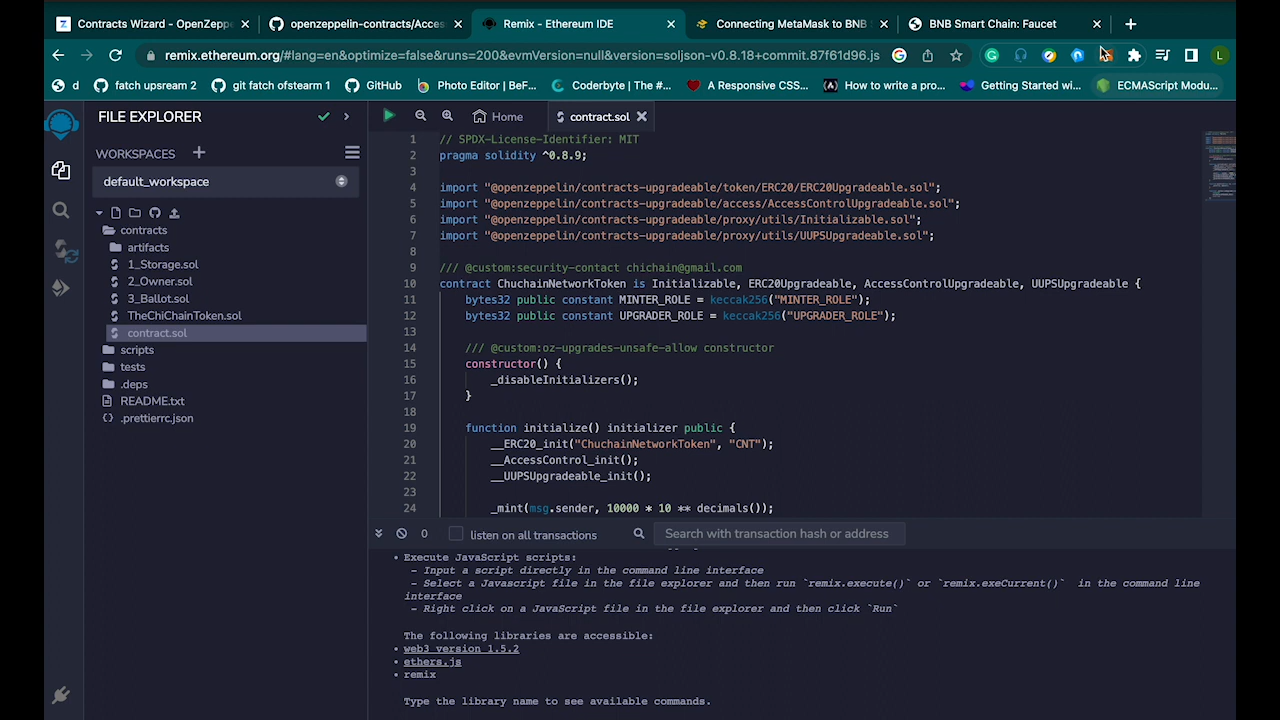 Contracts Wizard - OpenZepp
openzeppelin-contracts/Acces
Remix - Ethereum IDE
Connecting MetaMask to BNB S
BNB Smart Chain: Faucet
remix.ethereum.org/#lang=en&optimize=false&runs=200&evmVersion=null&version=soljson-v0.8.18+commit.87f61d96.js
L
d
fatch upsream 2
git fatch ofstearm 1
GitHub
Photo Editor | BeF...
Coderbyte | The #...
A Responsive CSS...
How to write a pro...
Getting Started wi...
ECMAScript Modu...
FILE EXPLORER
WORKSPACES
default_workspace
contracts
artifacts
1_Storage.sol
2_Owner.sol
3_Ballot.sol
TheChiChainToken.sol
contract.sol
scripts
tests
.deps
README.txt
.prettierrc.json
Home
contract.sol
1 // SPDX-License-Identifier: MIT
2 pragma solidity ^0.8.9;
3
4 import "@openzeppelin/contracts-upgradeable/token/ERC20/ERC20Upgradeable.sol";
5 import "@openzeppelin/contracts-upgradeable/access/AccessControlUpgradeable.sol";
6 import "@openzeppelin/contracts-upgradeable/proxy/utils/Initializable.sol";
7 import "@openzeppelin/contracts-upgradeable/proxy/utils/UUPSUpgradeable.sol";
8
9 /// @custom:security-contact chichain@gmail.com
10 contract ChuchainNetworkToken is Initializable, ERC20Upgradeable, AccessControlUpgradeable, UUPSUpgradeable {
11 bytes32 public constant MINTER_ROLE = keccak256("MINTER_ROLE");
12 bytes32 public constant UPGRADER_ROLE = keccak256("UPGRADER_ROLE");
13
14 /// @custom:oz-upgrades-unsafe-allow constructor
15 constructor() {
16 _disableInitializers();
17 }
18
19 function initialize() initializer public {
20 __ERC20_init("ChuchainNetworkToken", "CNT");
21 __AccessControl_init();
22 __UUPSUpgradeable_init();
23
24 _mint(msg.sender, 10000 * 10 ** decimals());
0
listen on all transactions
Search with transaction hash or address
• Execute JavaScript scripts:
- Input a script directly in the command line interface
- Select a Javascript file in the file explorer and then run `remix.execute()` or `remix.exeCurrent()` in the command line
interface
- Right click on a JavaScript file in the file explorer and then click `Run`
The following libraries are accessible:
• web3 version 1.5.2
• ethers.js
• remix
Type the library name to see available commands.